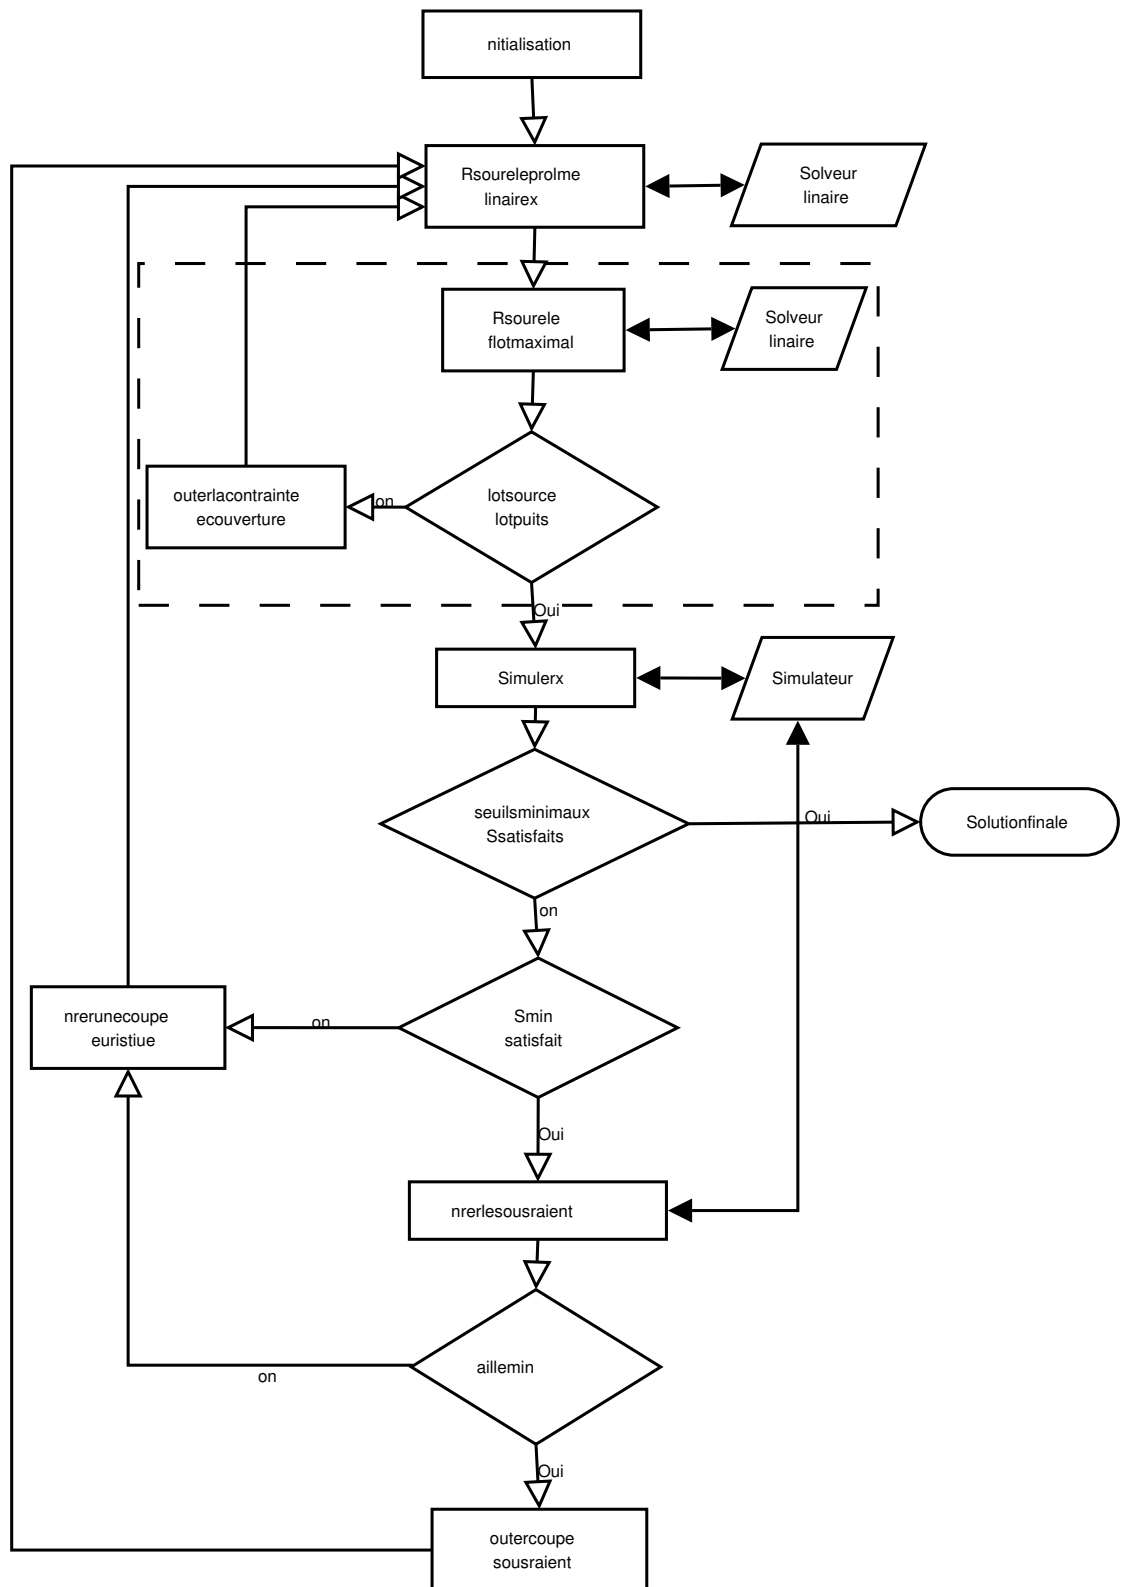 nitialisation
Rsoureleprolme
linairex
Solveur
linaire
Rsourele
flotmaximal
Solveur
linaire
outerlacontrainte
ecouverture
on
lotsource
lotpuits
Oui
Simulerx
Simulateur
seuilsminimaux
Ssatisfaits
Oui
Solutionfinale
on
nrerunecoupe
euristiue
on
Smin
satisfait
Oui
nrerlesousraient
aillemin
on
Oui
outercoupe
sousraient